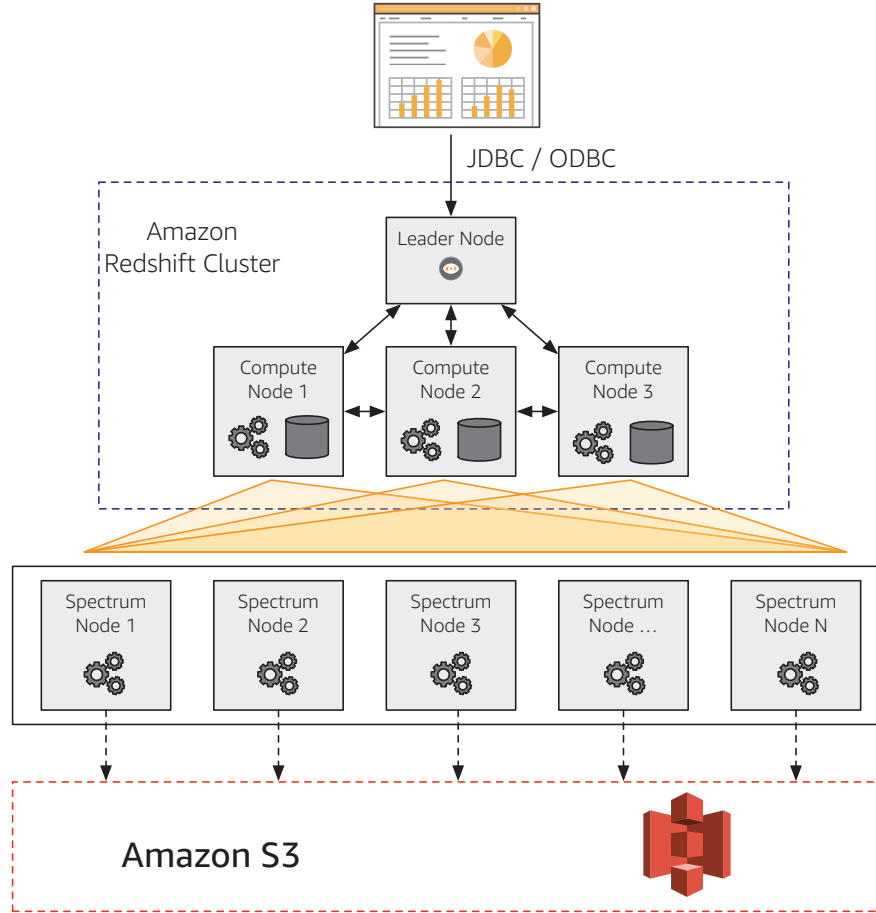 JDBC / ODBC
Amazon
Redshift Cluster
Leader Node
Compute
Node 1
Compute
Node 2
Compute
Node 3
Spectrum
Node 1
Spectrum
Node 2
Spectrum
Node 3
Spectrum
Node ...
Spectrum
Node N
Amazon S3